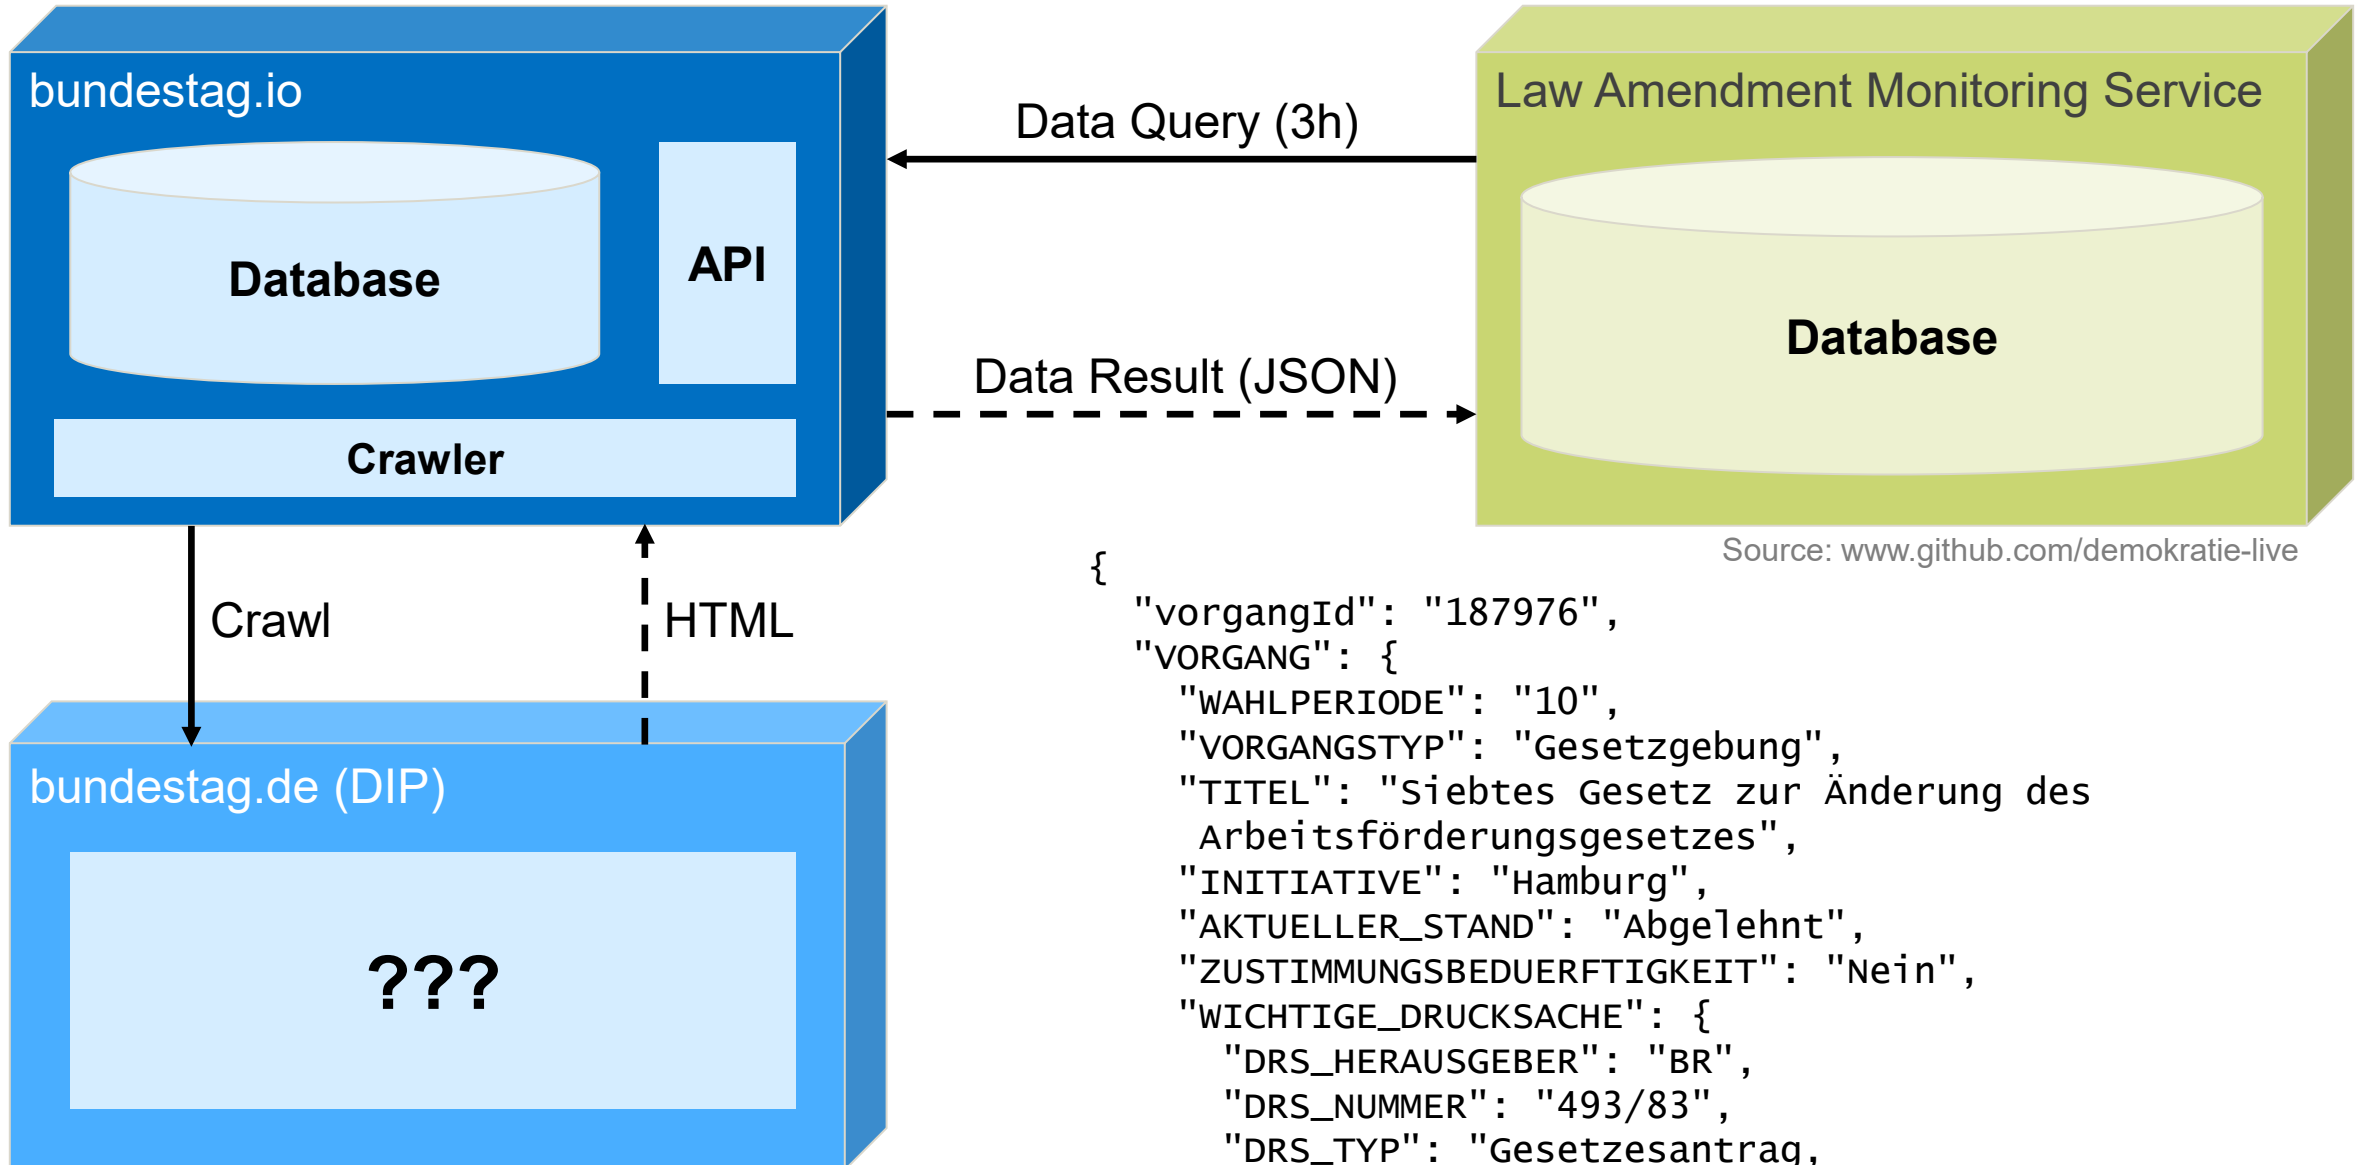 bundestag.io
Database
API
Crawler
Data Query (3h)
Data Result (JSON)
Law Amendment Monitoring Service
Database
Source: www.github.com/demokratie-live
Crawl
HTML
bundestag.de (DIP)
???
{
"vorgangId": "187976",
"VORGANG": {
"WAHLPERIODE": "10",
"VORGANGSTYP": "Gesetzgebung",
"TITEL": "Siebtes Gesetz zur Änderung des
Arbeitsförderungsgesetzes",
"INITIATIVE": "Hamburg",
"AKTUELLER_STAND": "Abgelehnt",
"ZUSTIMMUNGSBEDUERFTIGKEIT": "Nein",
"WICHTIGE_DRUCKSACHE": {
"DRS_HERAUSGEBER": "BR",
"DRS_NUMMER": "493/83",
"DRS_TYP": "Gesetzesantrag,